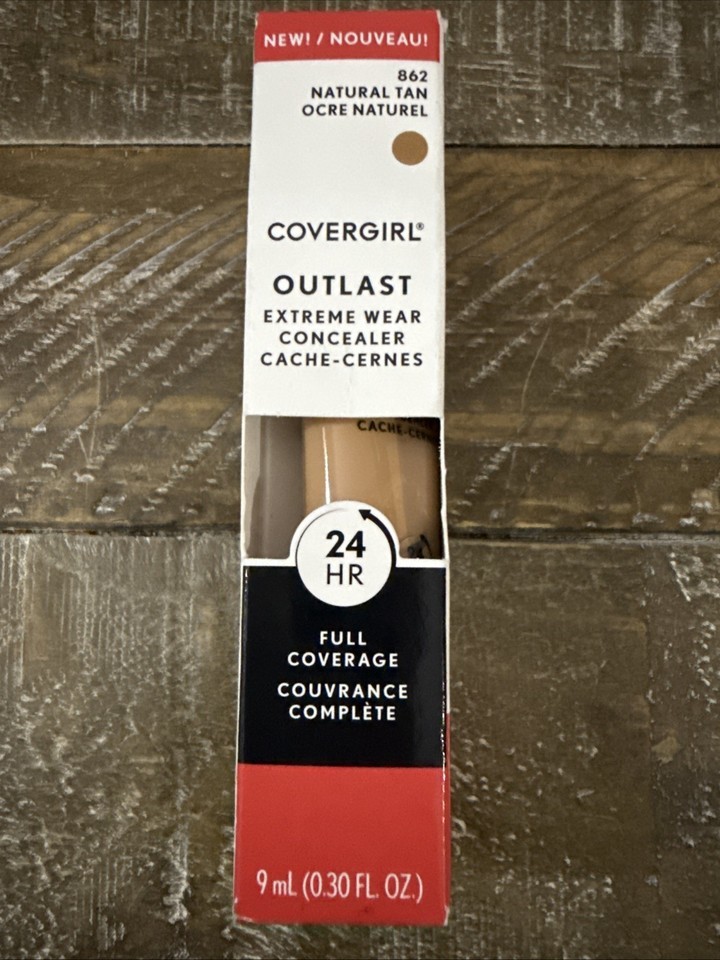 NEW! / NOUVEAU!
862
NATURAL TAN
OCRE NATUREL
COVERGIRL®
OUTLAST
EXTREME WEAR
CONCEALER
CACHE-CERNES
24
HR
FULL
COVERAGE
COUVRANCE
COMPLÈTE
9 mL (0.30 FL. OZ.)